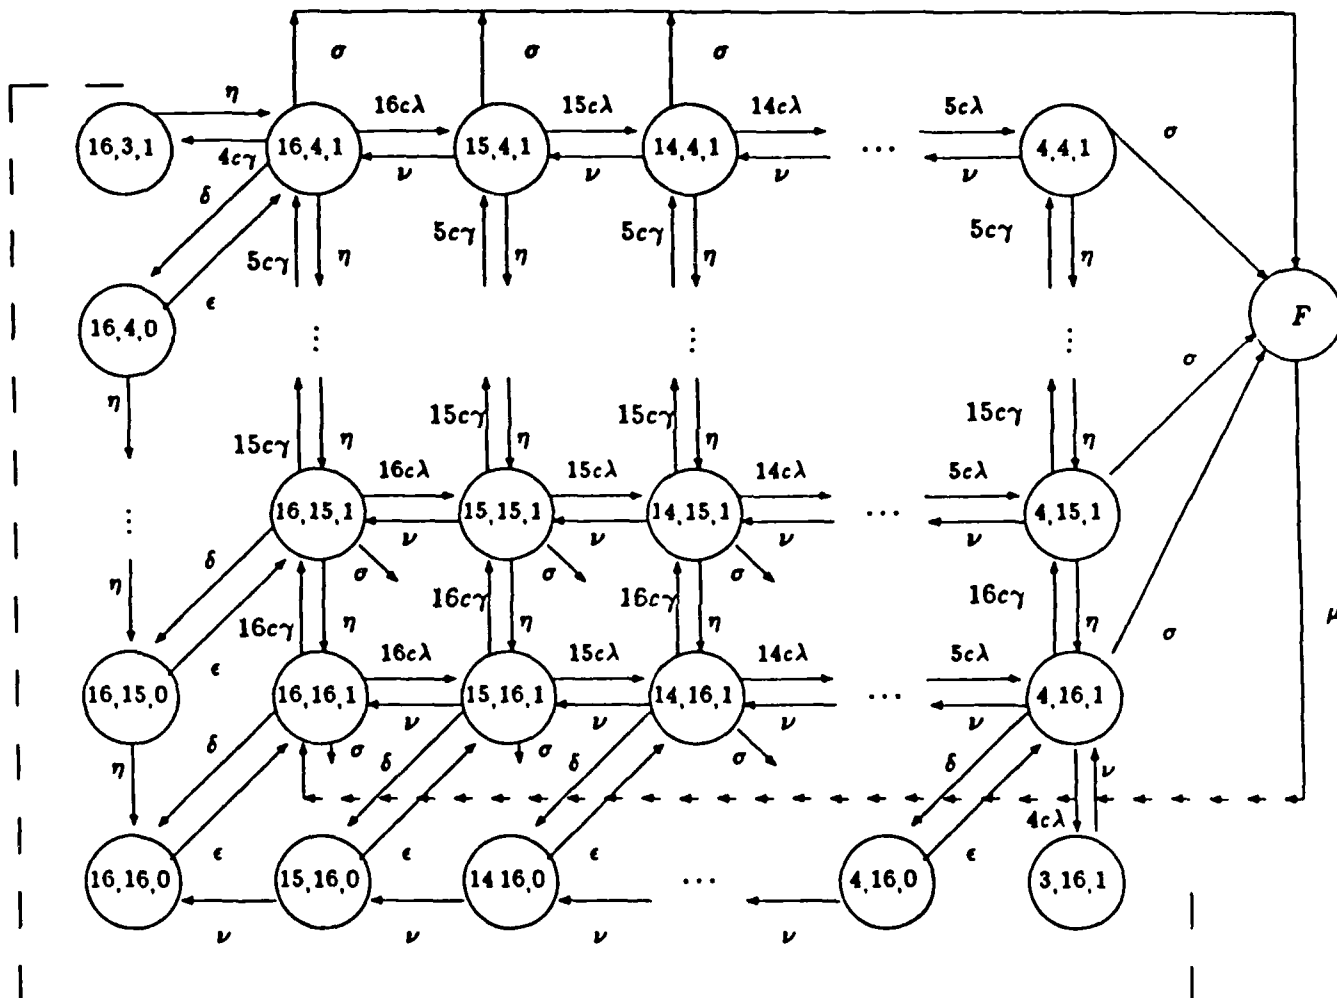 σ σ σ
η 16cλ 15cλ 14cλ 5cλ σ
16,3,1 16,4,1 15,4,1 14,4,1 ... 4,4,1
4cγ ν ν ν ν
δ
5cγ η 5cγ η 5cγ η 5cγ η
16,4,0 ϵ F
⋮ ⋮ ⋮ ⋮
σ
η
15cγ η 15cγ η 15cγ η 15cγ η
⋮ 16cλ 15cλ 14cλ 5cλ
16,15,1 15,15,1 14,15,1 ... 4,15,1
ν ν ν ν
η δ σ σ σ
16cγ η 16cγ η 16cγ η 16cγ η σ μ
ϵ 16cλ 15cλ 14cλ 5cλ
16,15,0 16,16,1 15,16,1 14,16,1 ... 4,16,1
ν ν ν ν
η δ σ δ σ δ σ δ ν
4cλ
ϵ ϵ ϵ ϵ
16,16,0 15,16,0 14 16,0 ... 4,16,0 3,16,1
ν ν ν ν